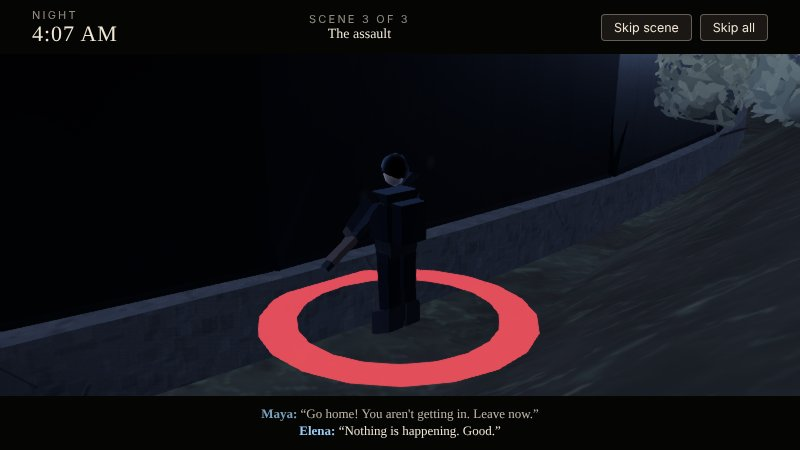 NIGHT
4:07 AM
SCENE 3 OF 3
The assault
Skip scene
Skip all
Maya: “Go home! You aren't getting in. Leave now.”
Elena: “Nothing is happening. Good.”